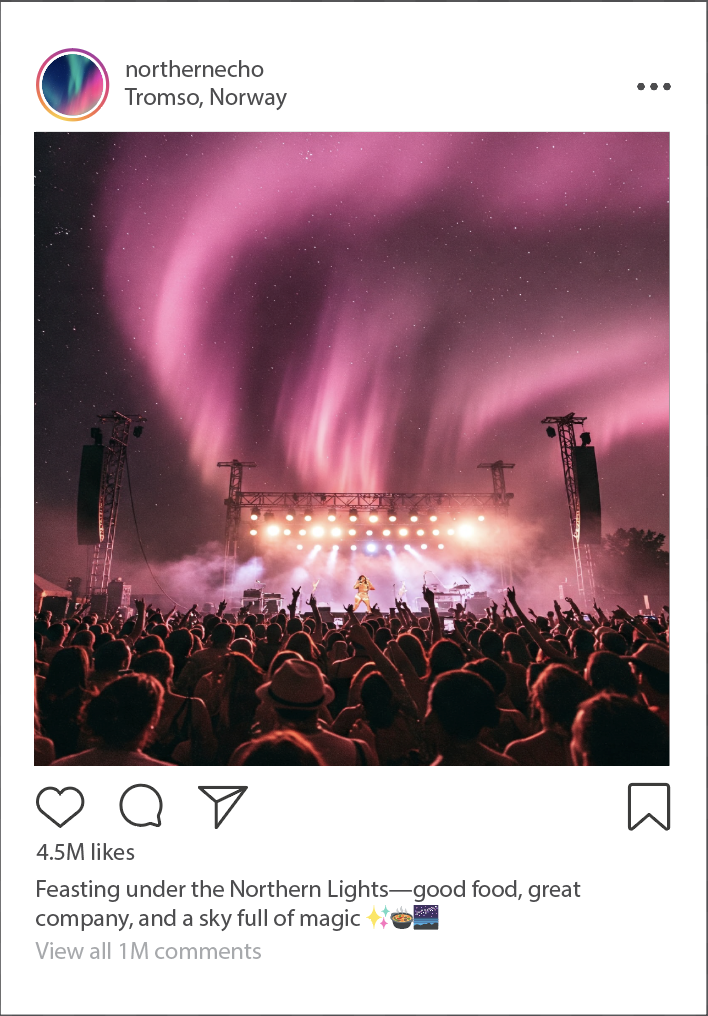 northernecho
Tromso, Norway
4.5M likes
Feasting under the Northern Lights—good food, great
company, and a sky full of magic ✨🍲🌌
View all 1M comments